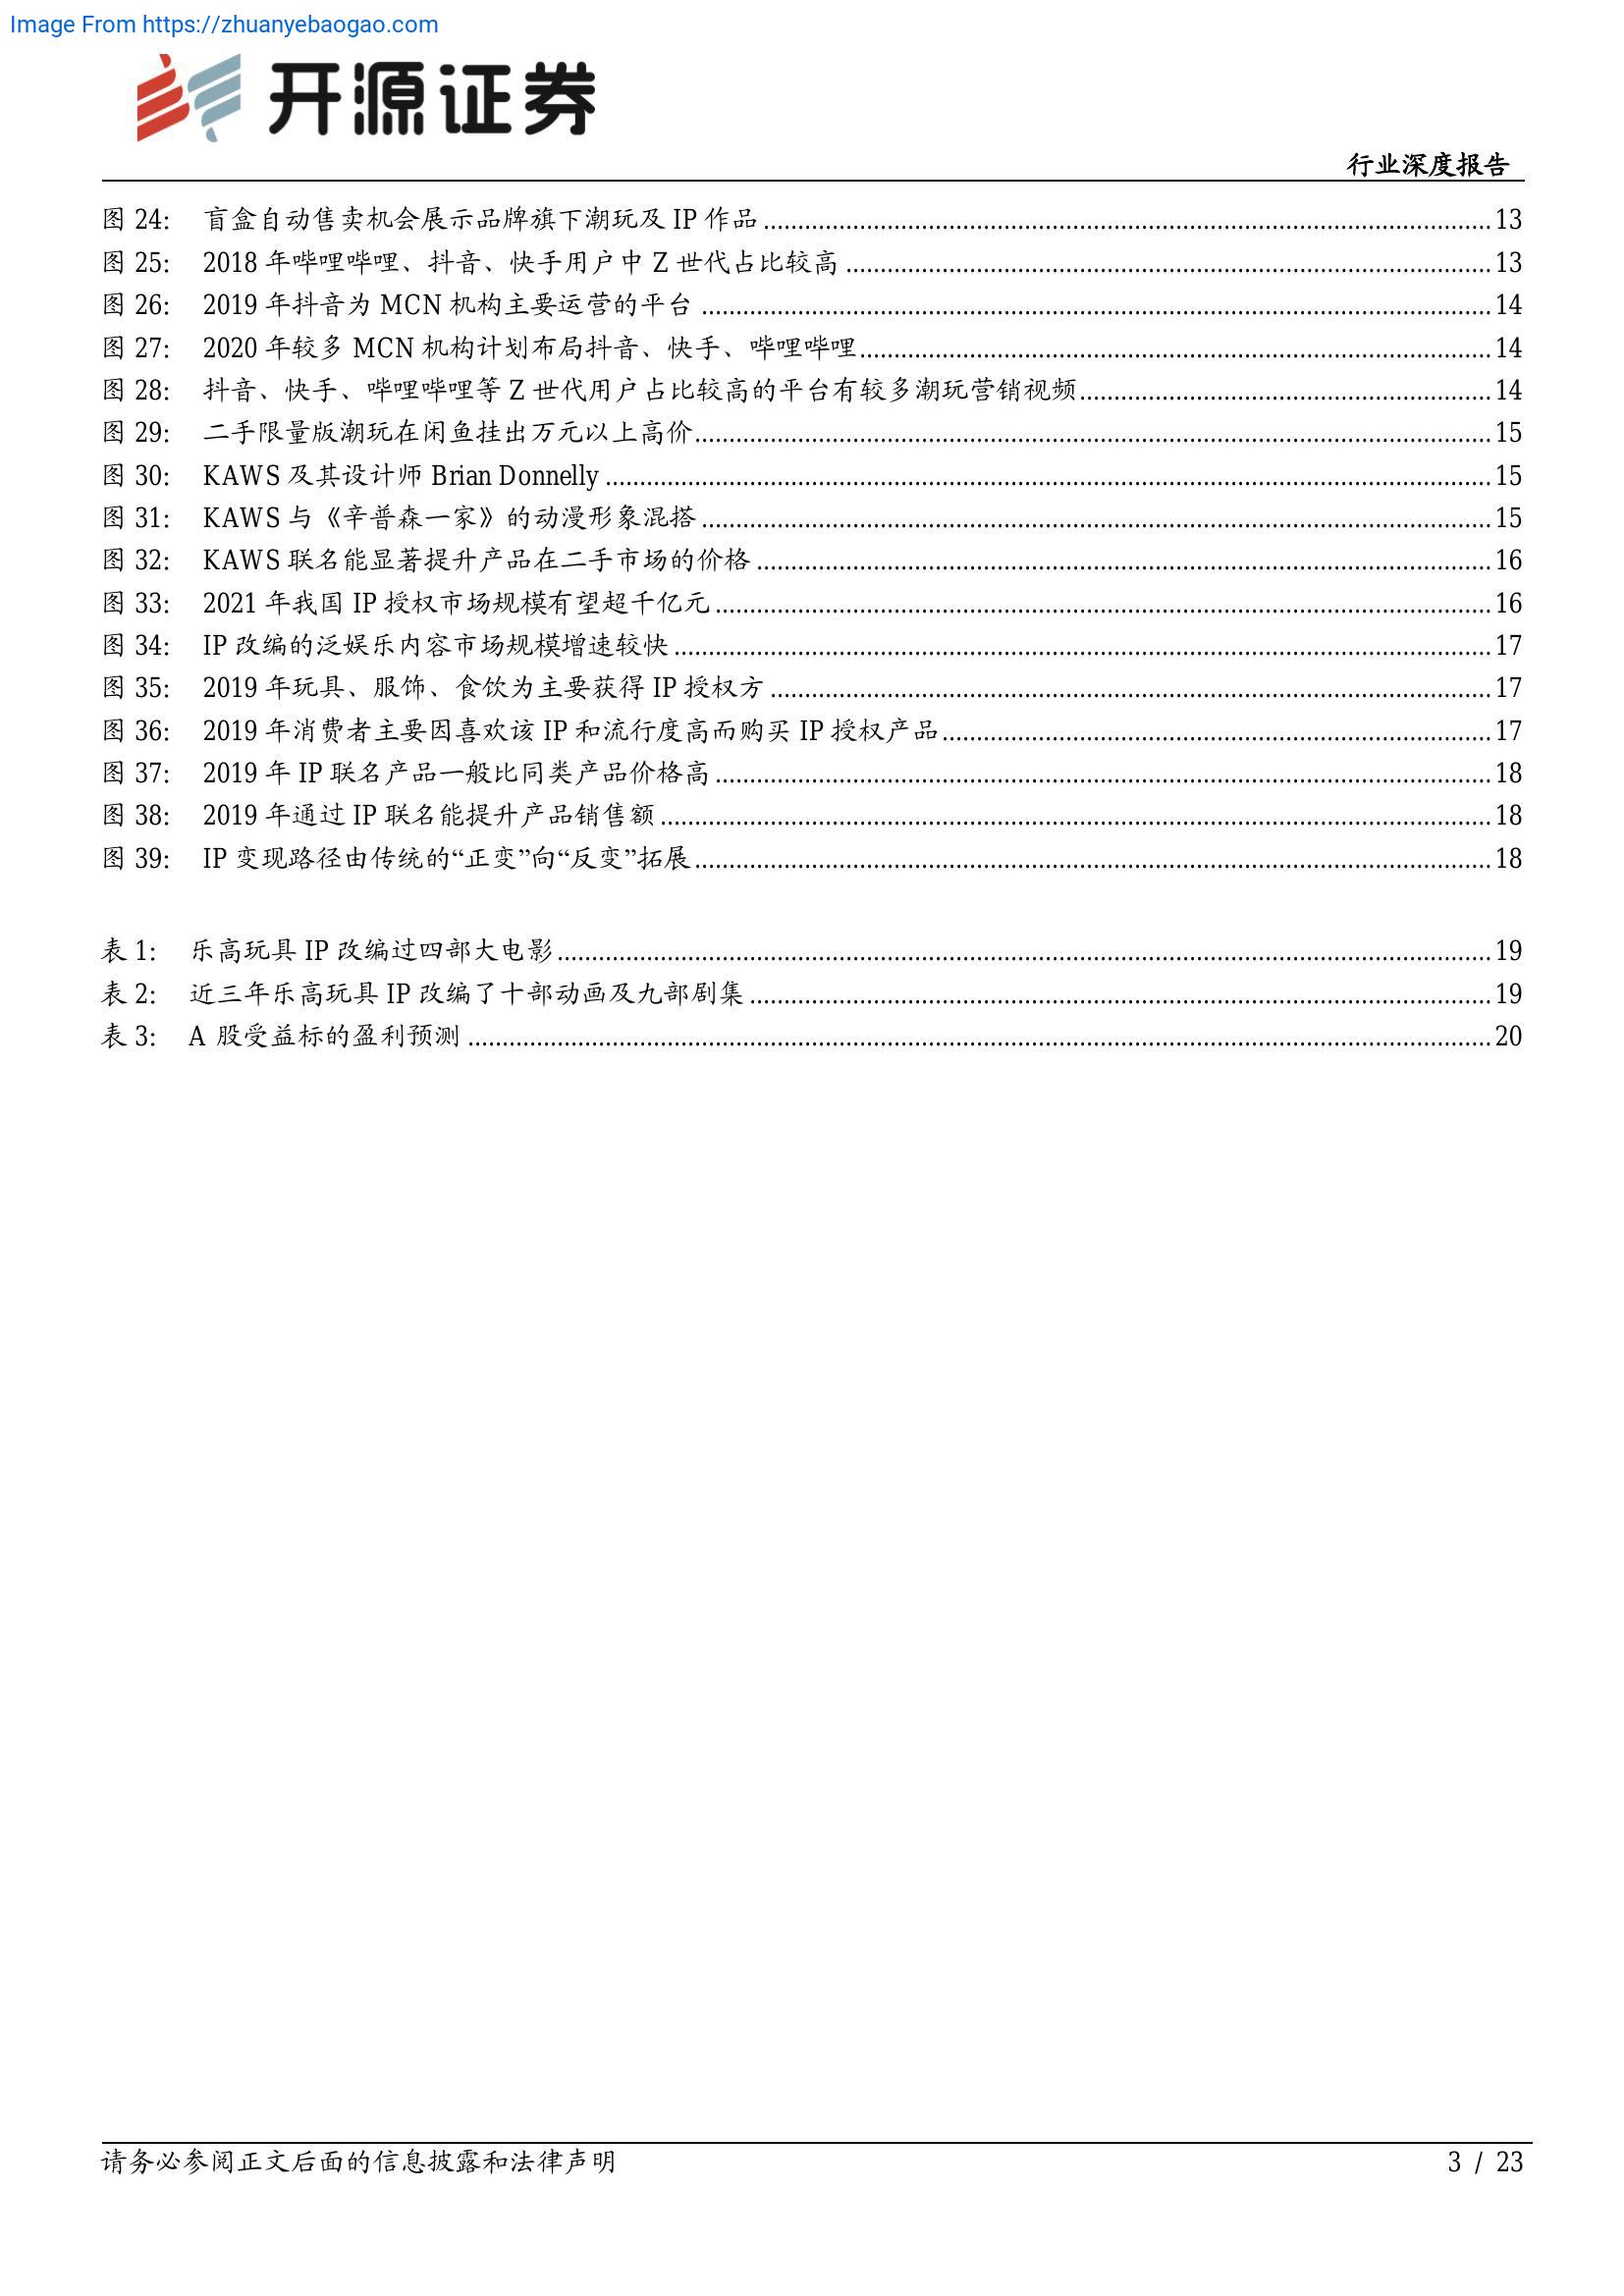 Image From https://zhuanyebaogao.com
开源证券
行业深度报告
图 24: 盲盒自动售卖机会展示品牌旗下潮玩及 IP 作品 13
图 25: 2018 年哔哩哔哩、抖音、快手用户中 Z 世代占比较高 13
图 26: 2019 年抖音为 MCN 机构主要运营的平台 14
图 27: 2020 年较多 MCN 机构计划布局抖音、快手、哔哩哔哩 14
图 28: 抖音、快手、哔哩哔哩等 Z 世代用户占比较高的平台有较多潮玩营销视频 14
图 29: 二手限量版潮玩在闲鱼挂出万元以上高价 15
图 30: KAWS 及其设计师 Brian Donnelly 15
图 31: KAWS 与《辛普森一家》的动漫形象混搭 15
图 32: KAWS 联名能显著提升产品在二手市场的价格 16
图 33: 2021 年我国 IP 授权市场规模有望超千亿元 16
图 34: IP 改编的泛娱乐内容市场规模增速较快 17
图 35: 2019 年玩具、服饰、食饮为主要获得 IP 授权方 17
图 36: 2019 年消费者主要因喜欢该 IP 和流行度高而购买 IP 授权产品 17
图 37: 2019 年 IP 联名产品一般比同类产品价格高 18
图 38: 2019 年通过 IP 联名能提升产品销售额 18
图 39: IP 变现路径由传统的“正变”向“反变”拓展 18
表 1: 乐高玩具 IP 改编过四部大电影 19
表 2: 近三年乐高玩具 IP 改编了十部动画及九部剧集 19
表 3: A 股受益标的盈利预测 20
请务必参阅正文后面的信息披露和法律声明 3 / 23